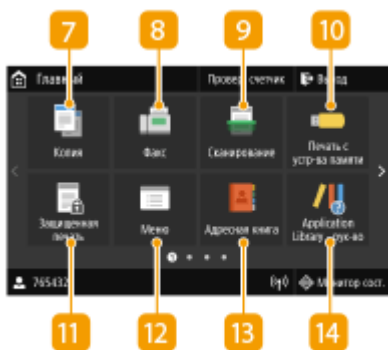 7 8 9 10
Главный Провер. счетчик Выход
Копия Факс Сканирование Печать с
устр-ва памяти
Защищенная
печать
Меню Адресная книга Application
Library
765432 Монитор сост.
11 12 13 14